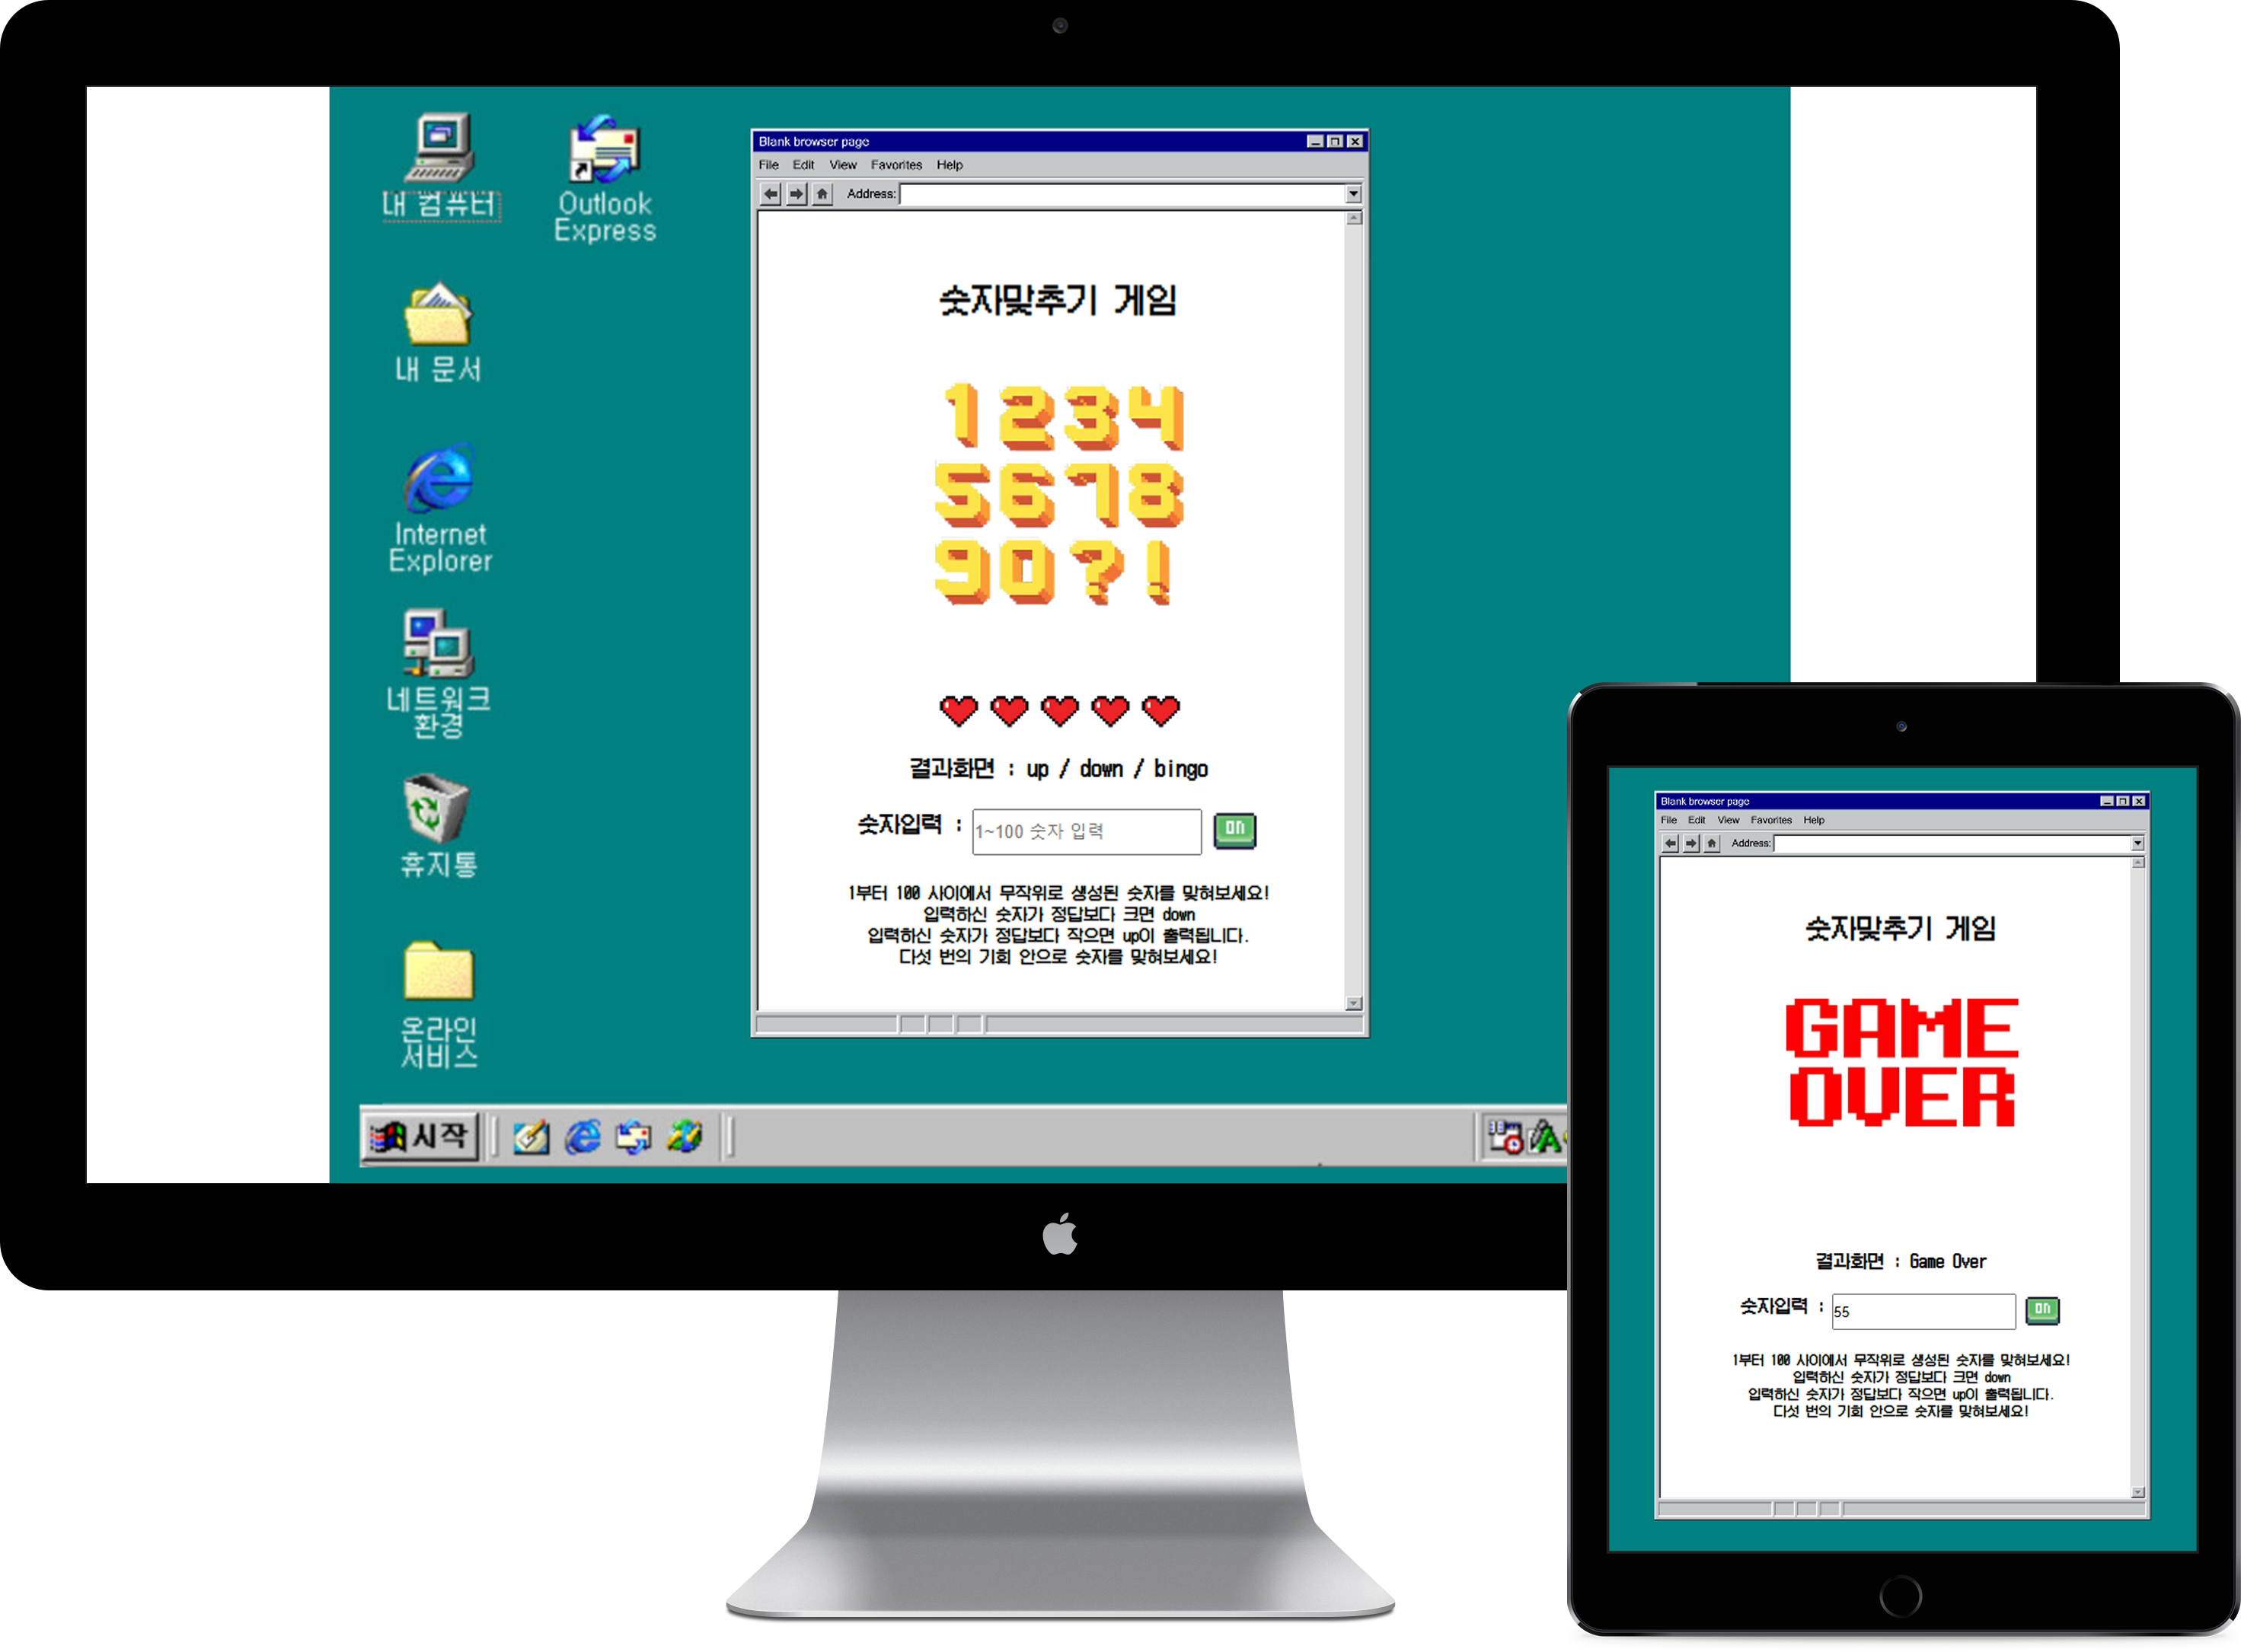 내 컴퓨터
Outlook
Express
내 문서
Internet
Explorer
네트워크
환경
휴지통
온라인
서비스
시작
Blank browser page
File Edit View Favorites Help
Address:
숫자맞추기 게임
1234
5678
90?!
결과화면 : up / down / bingo
숫자입력 : 1~100 숫자 입력 on
1부터 100 사이에서 무작위로 생성된 숫자를 맞혀보세요!
입력하신 숫자가 정답보다 크면 down
입력하신 숫자가 정답보다 작으면 up이 출력됩니다.
다섯 번의 기회 안으로 숫자를 맞혀보세요!
Blank browser page
File Edit View Favorites Help
Address:
숫자맞추기 게임
GAME
OVER
결과화면 : Game Over
숫자입력 : 55 on
1부터 100 사이에서 무작위로 생성된 숫자를 맞혀보세요!
입력하신 숫자가 정답보다 크면 down
입력하신 숫자가 정답보다 작으면 up이 출력됩니다.
다섯 번의 기회 안으로 숫자를 맞혀보세요!